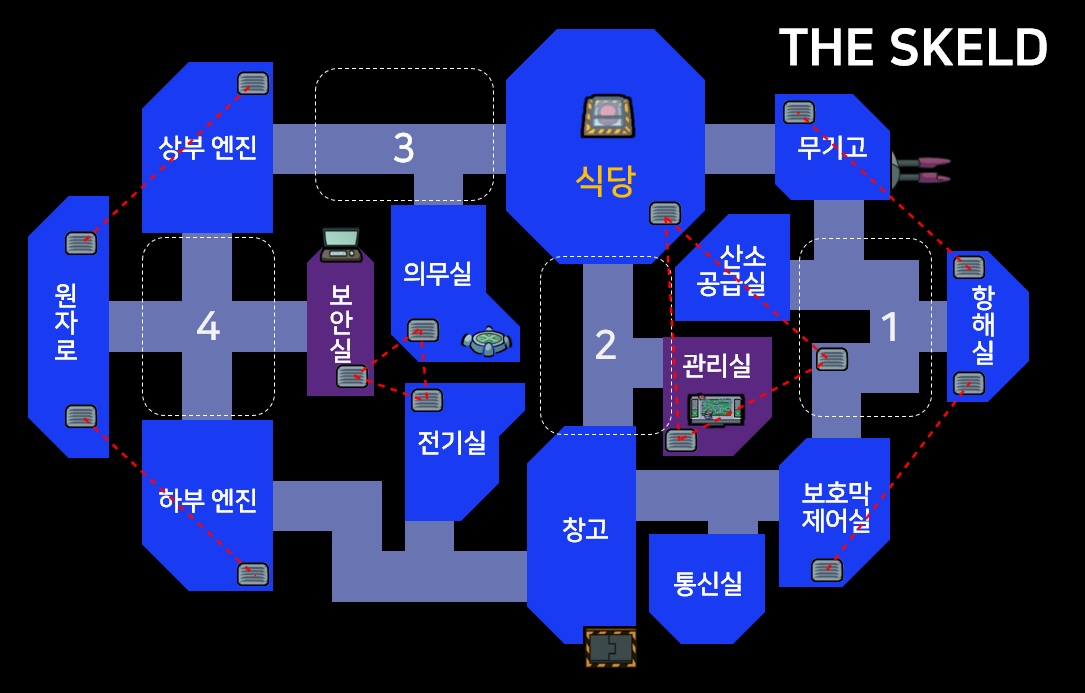 THE SKELD
상부 엔진
3
식당
무기고
원
자
로
4
보
안
실
의무실
2
산소
공급실
1
항
해
실
관리실
하부 엔진
전기실
창고
통신실
보호막
제어실